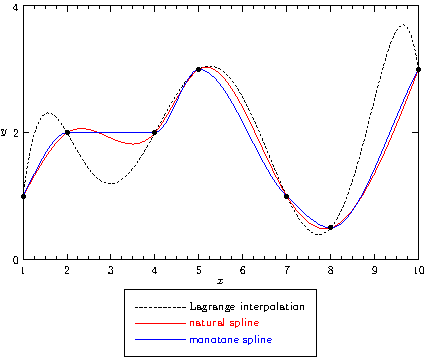 4
2
0
1 2 3 4 5 6 7 8 9 10
x
Lagrange interpolation
natural spline
monotone spline